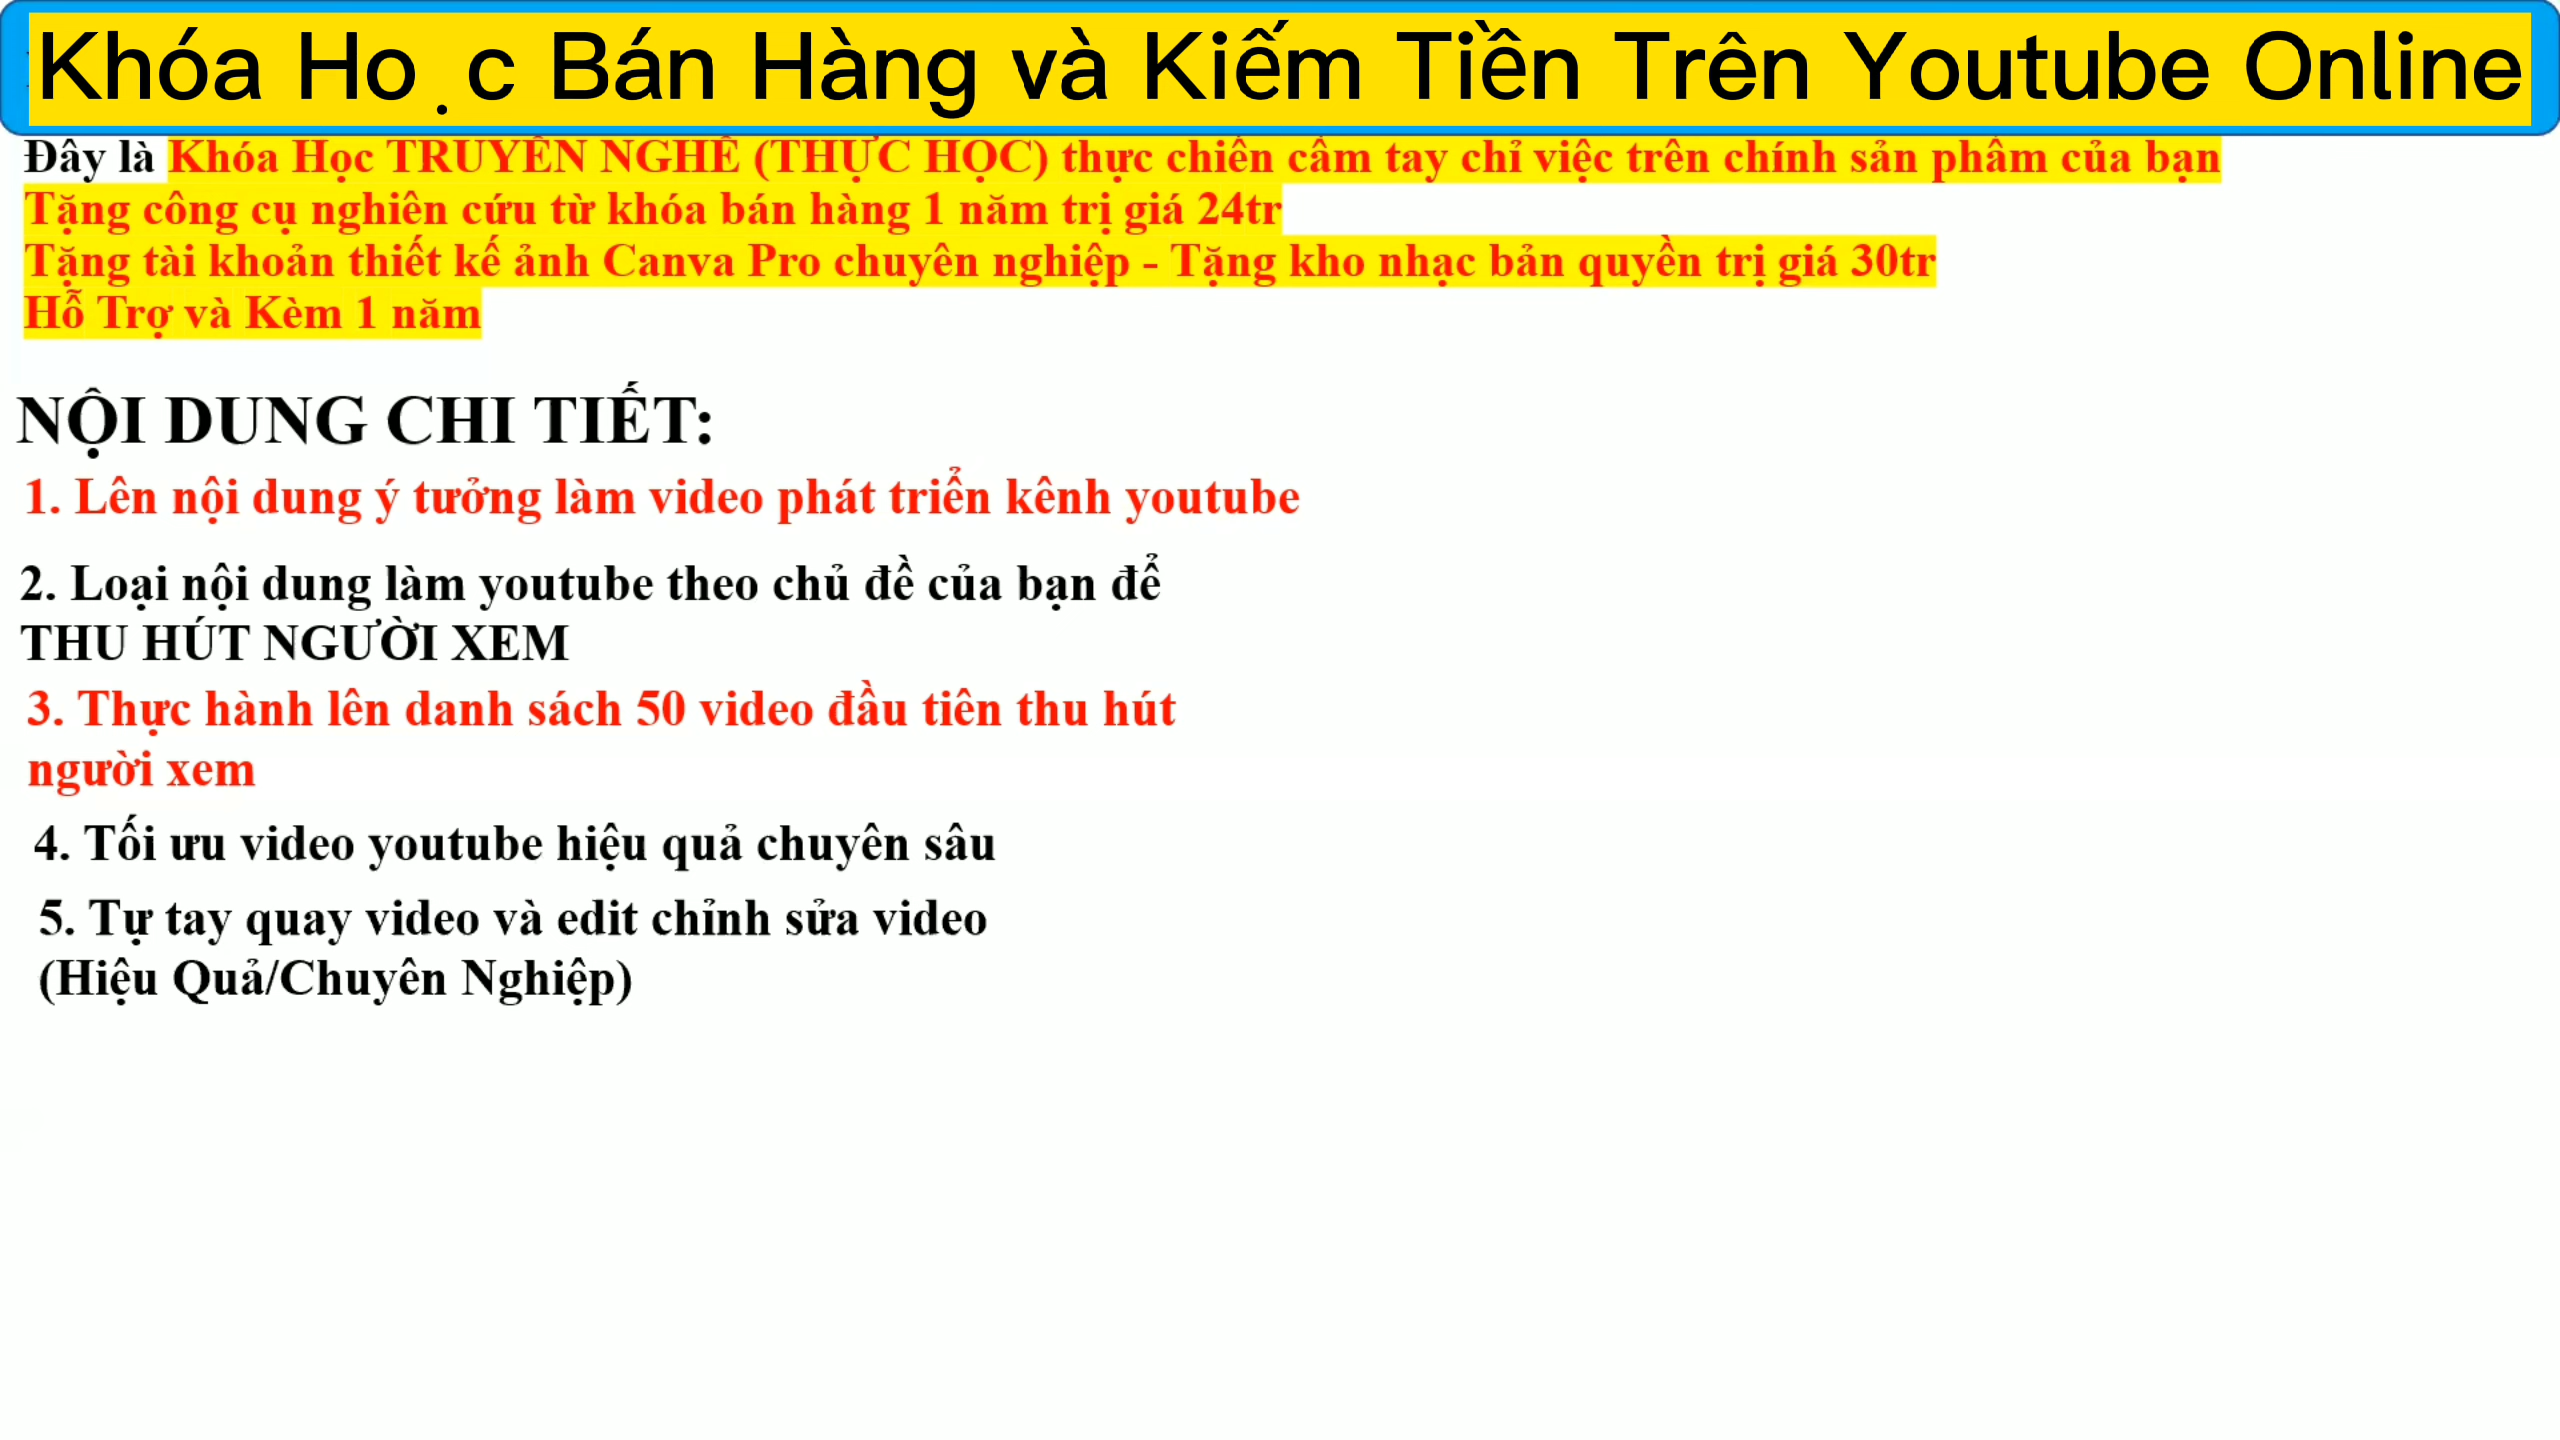 Khóa Học Bán Hàng và Kiếm Tiền Trên Youtube Online
Đây là Khóa Học TRUYỀN NGHỀ (THỰC HỌC) thực chiến cầm tay chỉ việc trên chính sản phẩm của bạn
Tặng công cụ nghiên cứu từ khóa bán hàng 1 năm trị giá 24tr
Tặng tài khoản thiết kế ảnh Canva Pro chuyên nghiệp - Tặng kho nhạc bản quyền trị giá 30tr
Hỗ Trợ và Kèm 1 năm
NỘI DUNG CHI TIẾT:
1. Lên nội dung ý tưởng làm video phát triển kênh youtube
2. Loại nội dung làm youtube theo chủ đề của bạn để
THU HÚT NGƯỜI XEM
3. Thực hành lên danh sách 50 video đầu tiên thu hút
người xem
4. Tối ưu video youtube hiệu quả chuyên sâu
5. Tự tay quay video và edit chỉnh sửa video
(Hiệu Quả/Chuyên Nghiệp)